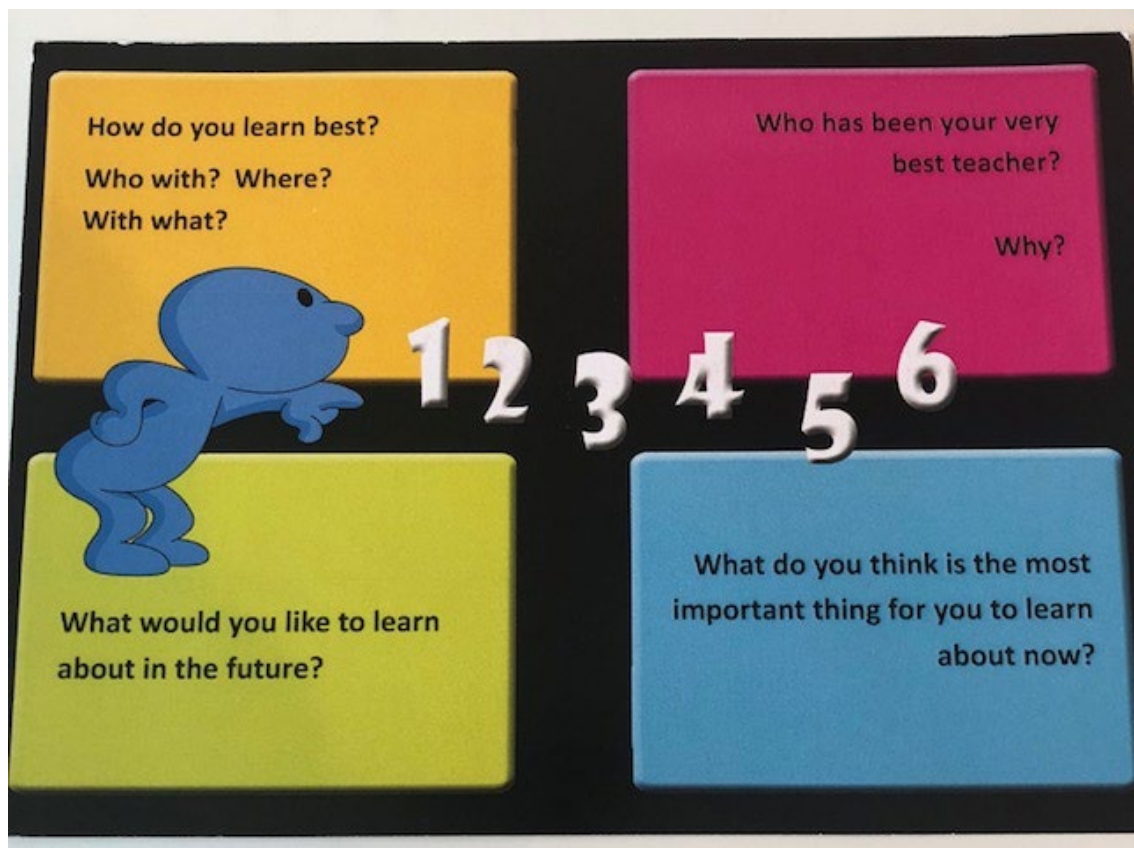 How do you learn best?
Who with?  Where?
With what?
Who has been your very
best teacher?
Why?
1 2 3 4 5 6
What would you like to learn
about in the future?
What do you think is the most
important thing for you to learn
about now?